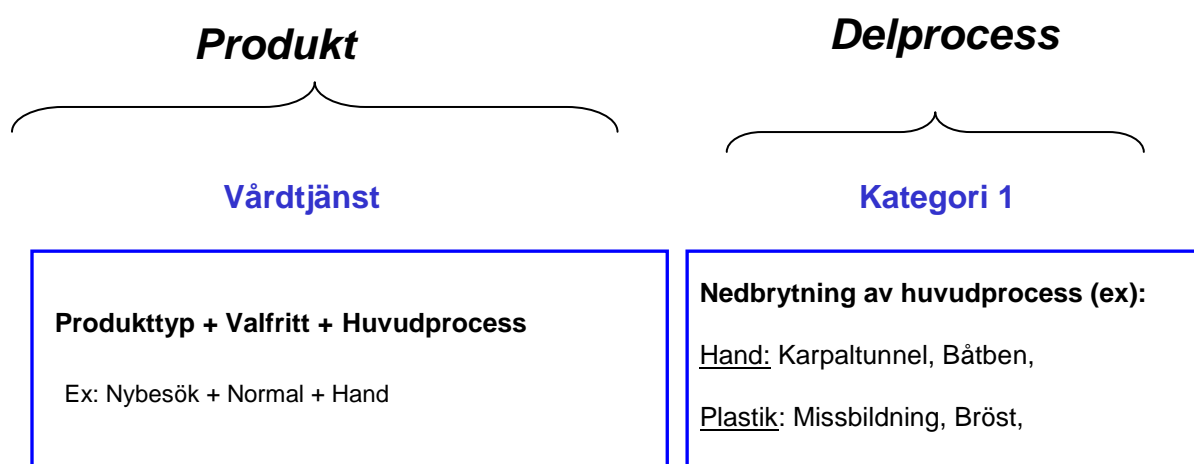 Produkt
Delprocess
Vårdtjänst
Kategori 1
Produkttyp + Valfritt + Huvudprocess
Ex: Nybesök + Normal + Hand
Nedbrytning av huvudprocess (ex):
Hand: Karpaltunnel, Båtben,
Plastik: Missbildning, Bröst,